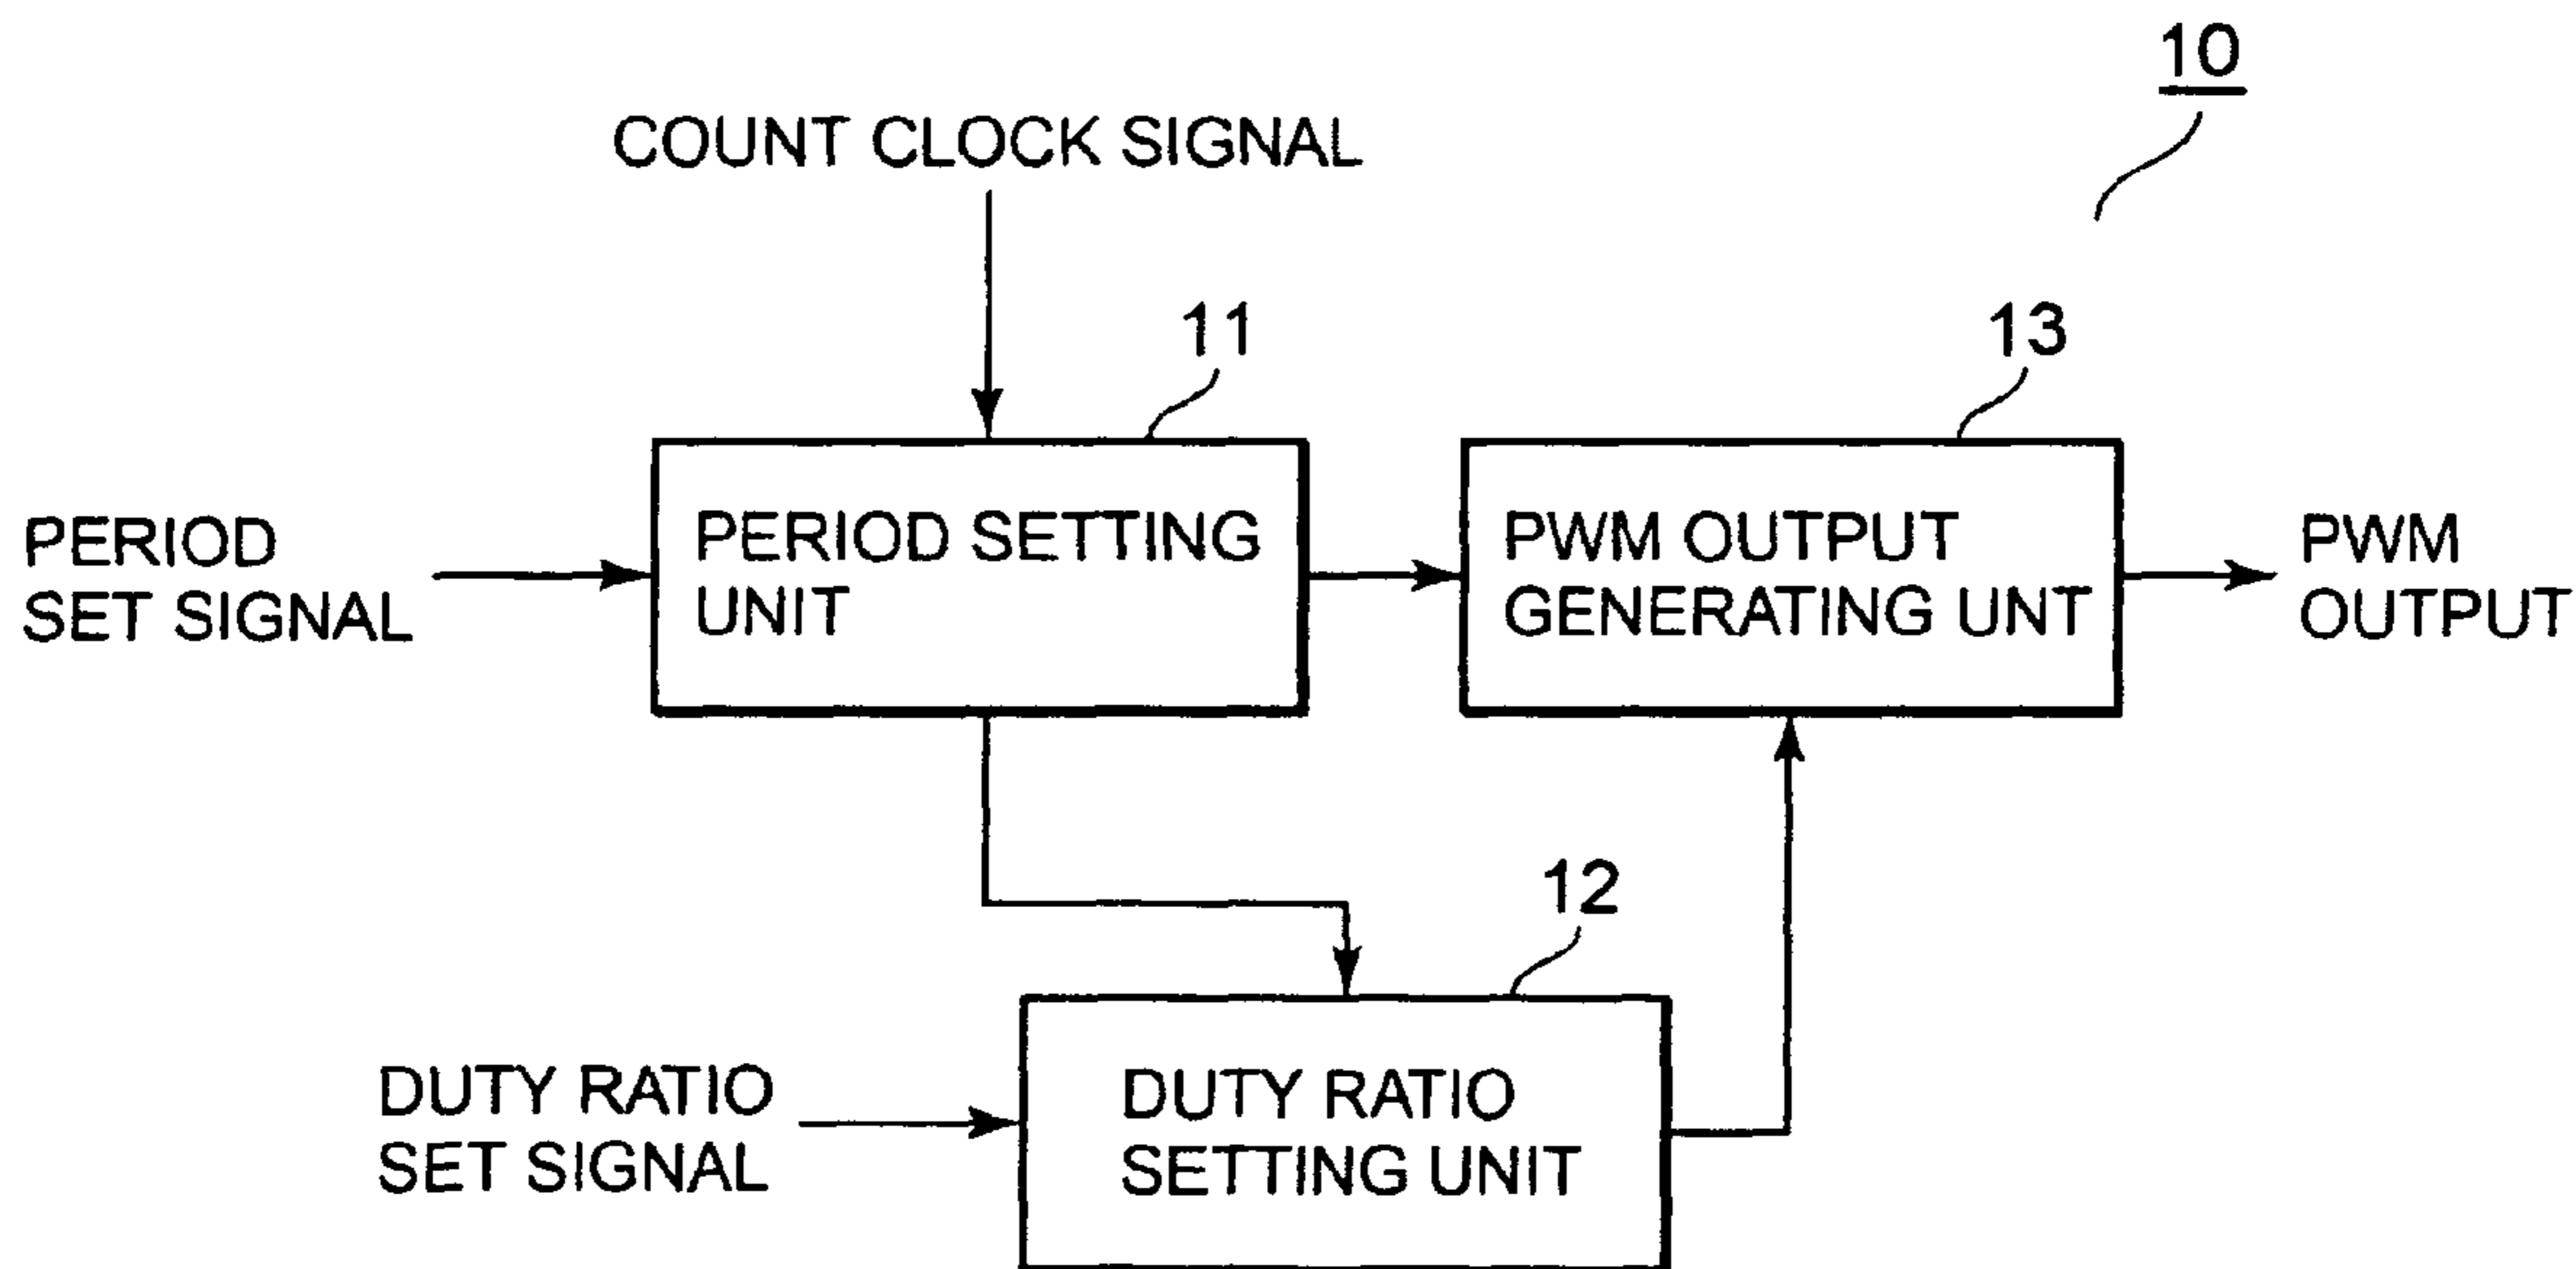 10
COUNT CLOCK SIGNAL
11
13
PERIOD
SET SIGNAL
PERIOD SETTING
UNIT
PWM OUTPUT
GENERATING UNT
PWM
OUTPUT
12
DUTY RATIO
SET SIGNAL
DUTY RATIO
SETTING UNIT